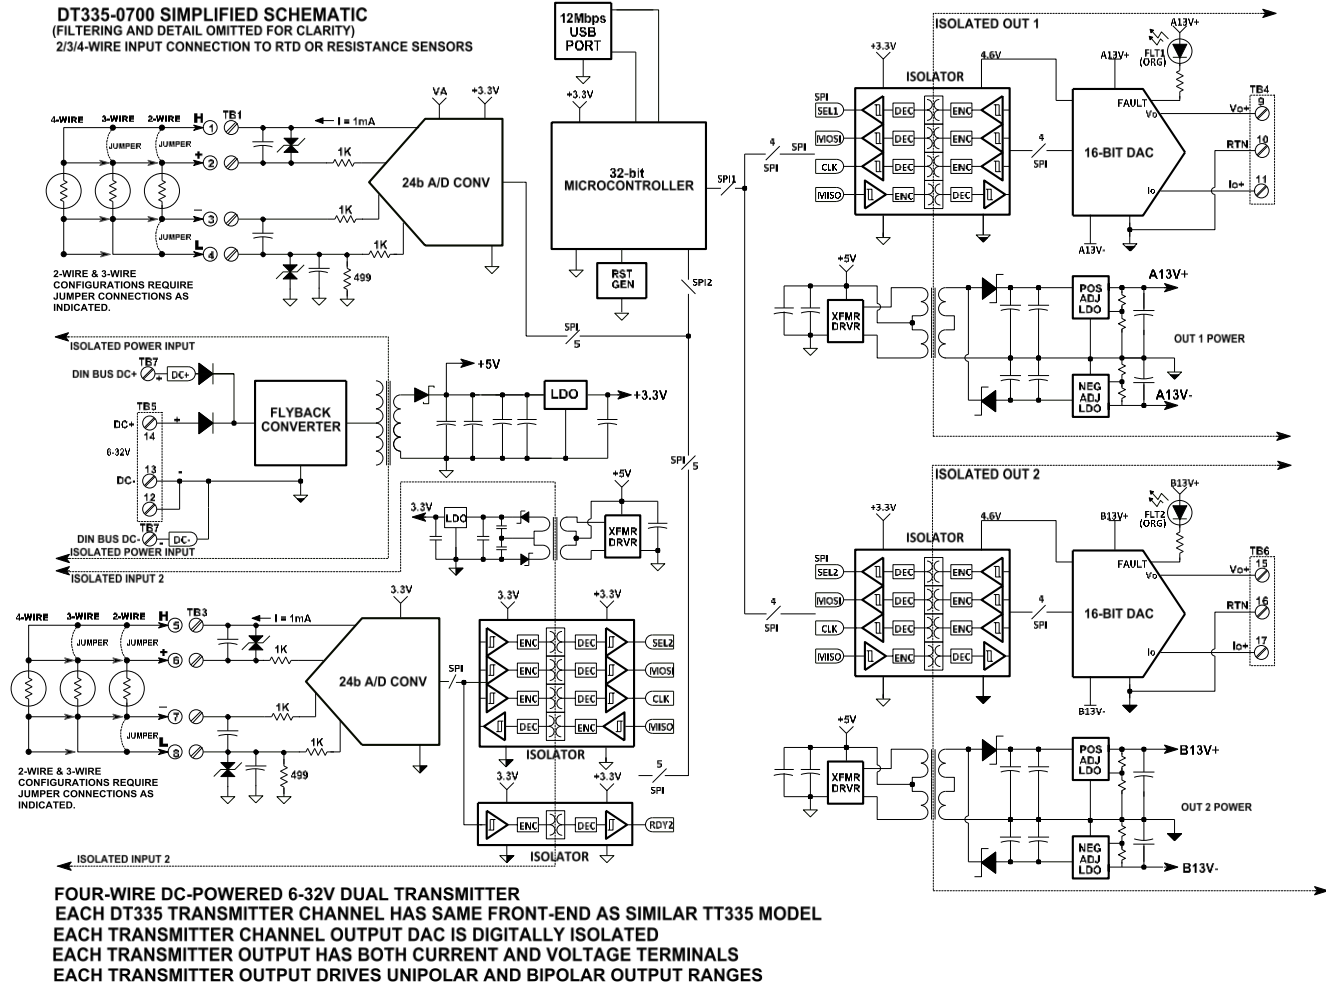 DT335-0700 SIMPLIFIED SCHEMATIC
(FILTERING AND DETAIL OMITTED FOR CLARITY)
2/3/4-WIRE INPUT CONNECTION TO RTD OR RESISTANCE SENSORS
12Mbps
USB
PORT
+3.3V
32-bit
MICROCONTROLLER
RST
GEN
SPI1
SPI2
VA
+3.3V
4-WIRE
3-WIRE
2-WIRE
H
1
TB1
I = 1mA
JUMPER
JUMPER
+
2
1K
24b A/D CONV
–
3
1K
JUMPER
L
4
1K
499
2-WIRE & 3-WIRE
CONFIGURATIONS REQUIRE
JUMPER CONNECTIONS AS
INDICATED.
SPI
5
ISOLATED POWER INPUT
TB7
DIN BUS DC+
+
DC+
TB5
DC+
14
+
6-32V
DC-
13
-
12
TB7
DIN BUS DC-
-
DC-
ISOLATED POWER INPUT
FLYBACK
CONVERTER
+5V
LDO
+3.3V
SPI
5
ISOLATED INPUT 2
3.3V
LDO
+5V
XFMR
DRVR
4-WIRE
3-WIRE
2-WIRE
H
5
TB3
I = 1mA
JUMPER
JUMPER
+
6
1K
3.3V
24b A/D CONV
–
7
1K
JUMPER
L
8
1K
499
2-WIRE & 3-WIRE
CONFIGURATIONS REQUIRE
JUMPER CONNECTIONS AS
INDICATED.
SPI
3.3V
+3.3V
ENC
DEC
SEL2
ENC
DEC
MOSI
ENC
DEC
CLK
DEC
ENC
MISO
ISOLATOR
3.3V
+3.3V
5
SPI
ENC
DEC
RDY2
ISOLATOR
ISOLATED INPUT 2
ISOLATED OUT 1
+3.3V
ISOLATOR
4.6V
SPI
SEL1
DEC
ENC
MOSI
DEC
ENC
CLK
DEC
ENC
MISO
ENC
DEC
4
SPI
SPI
4
SPI
A13V+
A13V+
FLT1
(ORG)
FAULT
Vo
16-BIT DAC
Io
A13V-
TB4
Vo+
9
RTN
10
Io+
11
+5V
XFMR
DRVR
POS
ADJ
LDO
A13V+
OUT 1 POWER
NEG
ADJ
LDO
A13V-
ISOLATED OUT 2
+3.3V
ISOLATOR
4.6V
SPI
SEL2
DEC
ENC
MOSI
DEC
ENC
CLK
DEC
ENC
MISO
ENC
DEC
4
SPI
4
SPI
B13V+
B13V+
FLT2
(ORG)
FAULT
Vo
16-BIT DAC
Io
B13V-
TB6
Vo+
15
RTN
16
Io+
17
+5V
XFMR
DRVR
POS
ADJ
LDO
B13V+
OUT 2 POWER
NEG
ADJ
LDO
B13V-
FOUR-WIRE DC-POWERED 6-32V DUAL TRANSMITTER
EACH DT335 TRANSMITTER CHANNEL HAS SAME FRONT-END AS SIMILAR TT335 MODEL
EACH TRANSMITTER CHANNEL OUTPUT DAC IS DIGITALLY ISOLATED
EACH TRANSMITTER OUTPUT HAS BOTH CURRENT AND VOLTAGE TERMINALS
EACH TRANSMITTER OUTPUT DRIVES UNIPOLAR AND BIPOLAR OUTPUT RANGES